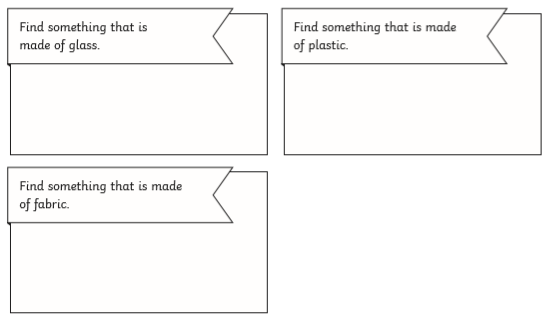 Find something that is
made of glass.
Find something that is made
of plastic.
Find something that is made
of fabric.